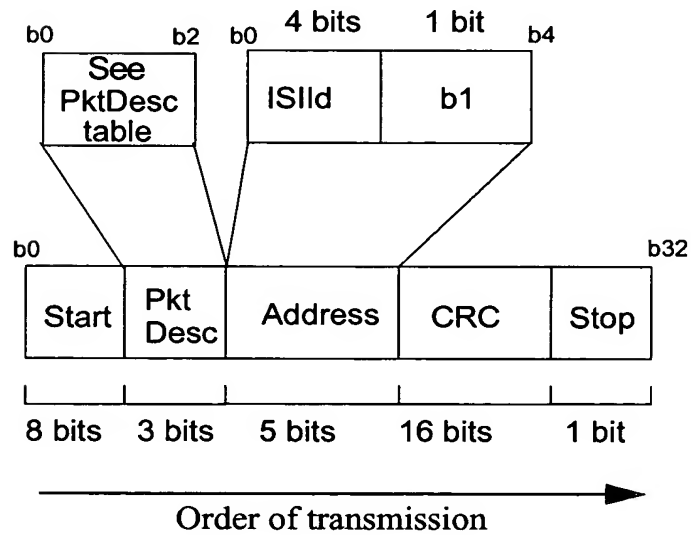 4 bits 1 bit
b0 b2 b0 b4
See
PktDesc
table
ISIId b1
b0 b32
Start Pkt
Desc Address CRC Stop
8 bits 3 bits 5 bits 16 bits 1 bit
Order of transmission